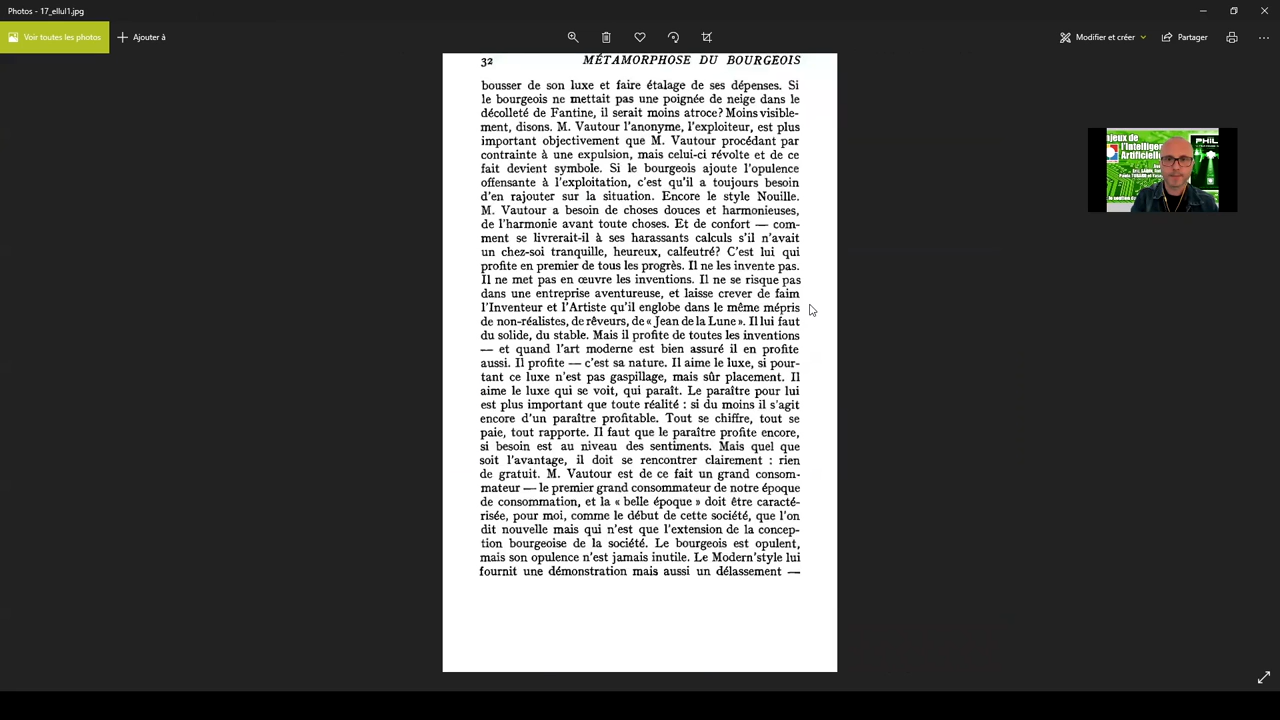 Photos - 17_ellul1.jpg
Voir toutes les photos
Ajouter à
Modifier et créer
Partager
32 MÉTAMORPHOSE DU BOURGEOIS
bousser de son luxe et faire étalage de ses dépenses. Si
le bourgeois ne mettait pas une poignée de neige dans le
décolleté de Fantine, il serait moins atroce? Moins visible-
ment, disons. M. Vautour l'anonyme, l'exploiteur, est plus
important objectivement que M. Vautour procédant par
contrainte à une expulsion, mais celui-ci révolte et de ce
fait devient symbole. Si le bourgeois ajoute l'opulence
offensante à l'exploitation, c'est qu'il a toujours besoin
d'en rajouter sur la situation. Encore le style Nouille.
M. Vautour a besoin de choses douces et harmonieuses,
de l'harmonie avant toute choses. Et de confort — com-
ment se livrerait-il à ses harassants calculs s'il n'avait
un chez-soi tranquille, heureux, calfeutré? C'est lui qui
profite en premier de tous les progrès. Il ne les invente pas.
Il ne met pas en œuvre les inventions. Il ne se risque pas
dans une entreprise aventureuse, et laisse crever de faim
l'Inventeur et l'Artiste qu'il englobe dans le même mépris
de non-réalistes, de rêveurs, de « Jean de la Lune ». Il lui faut
du solide, du stable. Mais il profite de toutes les inventions
— et quand l'art moderne est bien assuré il en profite
aussi. Il profite — c'est sa nature. Il aime le luxe, si pour-
tant ce luxe n'est pas gaspillage, mais sûr placement. Il
aime le luxe qui se voit, qui paraît. Le paraître pour lui
est plus important que toute réalité : si du moins il s'agit
encore d'un paraître profitable. Tout se chiffre, tout se
paie, tout rapporte. Il faut que le paraître profite encore,
si besoin est au niveau des sentiments. Mais quel que
soit l'avantage, il doit se rencontrer clairement : rien
de gratuit. M. Vautour est de ce fait un grand consom-
mateur — le premier grand consommateur de notre époque
de consommation, et la « belle époque » doit être caracté-
risée, pour moi, comme le début de cette société, que l'on
dit nouvelle mais qui n'est que l'extension de la concep-
tion bourgeoise de la société. Le bourgeois est opulent,
mais son opulence n'est jamais inutile. Le Modern'style lui
fournit une démonstration mais aussi un délassement —
njeux de
l'Intelligen
Artificielle
PHIL